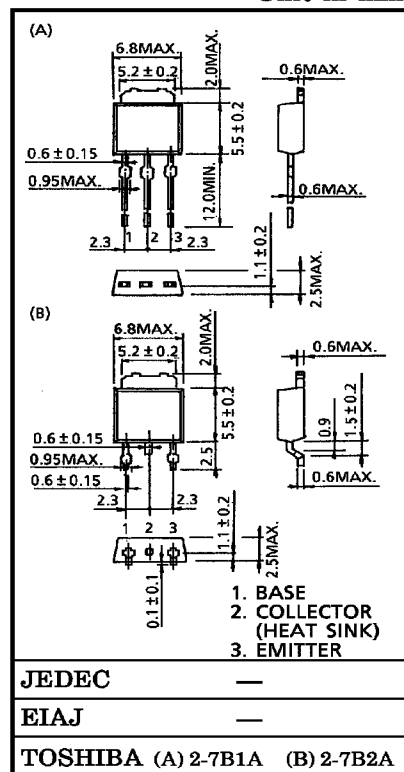 (A)
6.8MAX.
5.2 ± 0.2
2.0MAX.
0.6MAX.
5.5 ± 0.2
0.6 ± 0.15
0.95MAX.
12.0MIN.
0.6MAX.
1 2 3
2.3 2.3
1.1 ± 0.2
2.5MAX.
(B)
6.8MAX.
5.2 ± 0.2
2.0MAX.
0.6MAX.
5.5 ± 0.2
0.9
1.5 ± 0.2
0.6 ± 0.15
0.95MAX.
2.5
0.6 ± 0.15
0.6MAX.
2.3 2.3
1 2 3
1.1 ± 0.2
2.5MAX.
0.1 ± 0.1
1. BASE
2. COLLECTOR
(HEAT SINK)
3. EMITTER
JEDEC —
EIAJ —
TOSHIBA (A) 2-7B1A (B) 2-7B2A